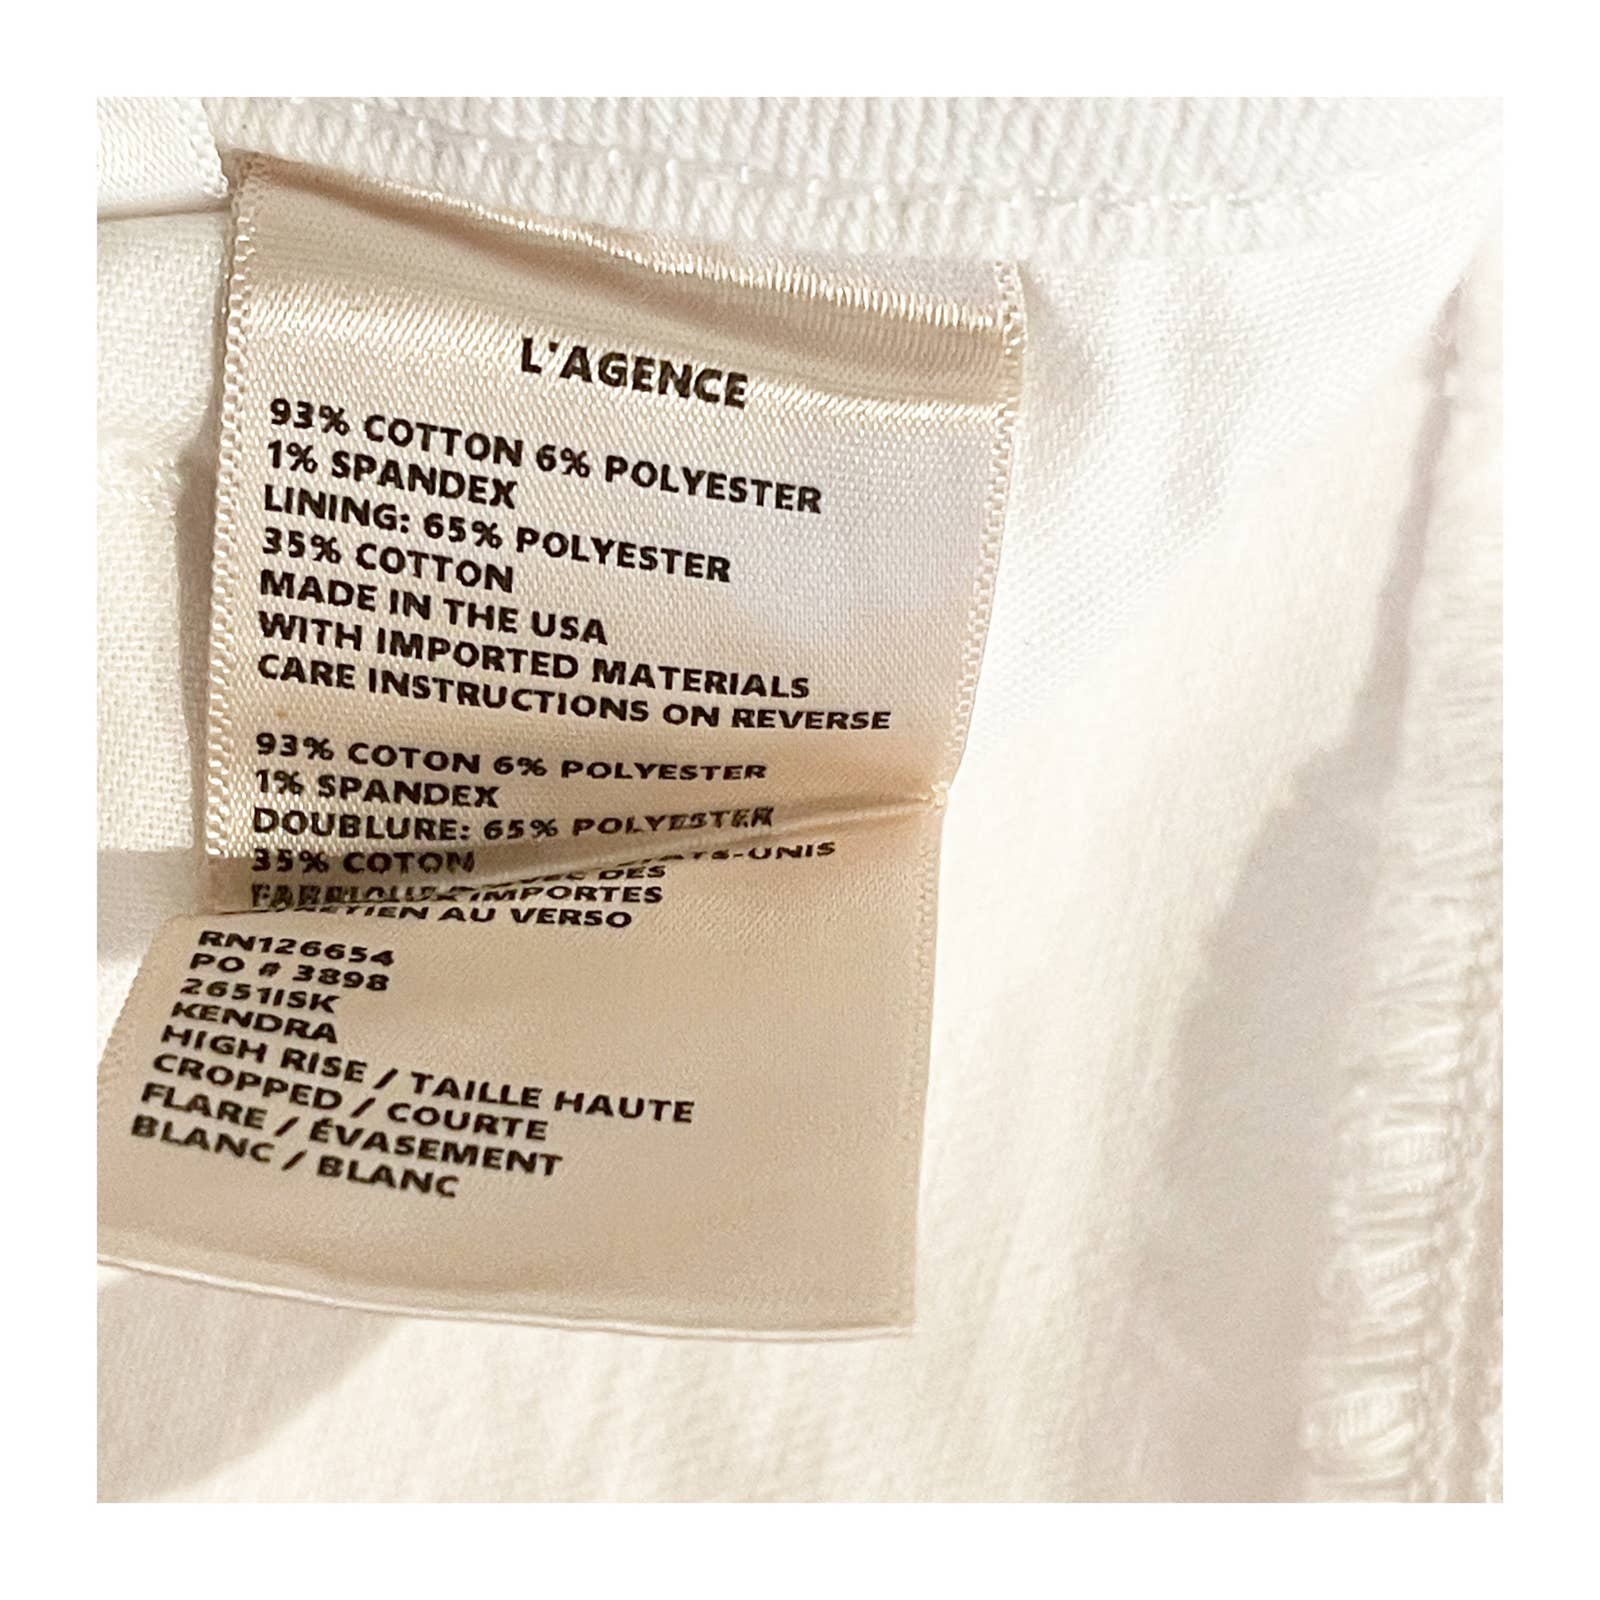 L'AGENCE
93% COTTON 6% POLYESTER
1% SPANDEX
LINING: 65% POLYESTER
35% COTTON
MADE IN THE USA
WITH IMPORTED MATERIALS
CARE INSTRUCTIONS ON REVERSE
93% COTON 6% POLYESTER
1% SPANDEX
DOUBLURE: 65% POLYESTER
35% COTON
DES
IMPORTES
AU VERSO
RN126654
PO # 3898
2651ISK
KENDRA
HIGH RISE / TAILLE HAUTE
CROPPED / COURTE
FLARE / ÉVASEMENT
BLANC / BLANC